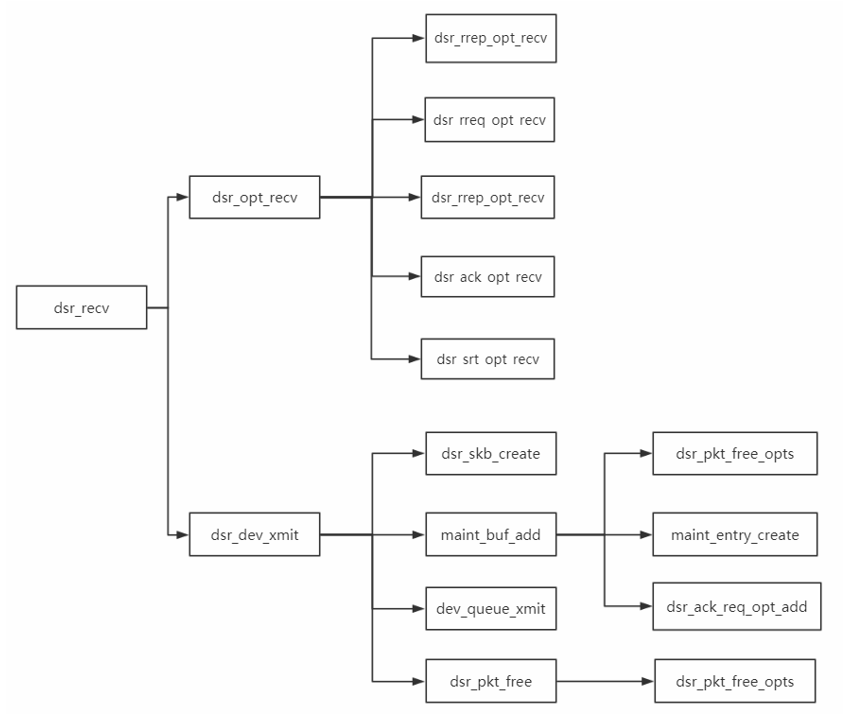 dsr_rrep_opt_recv
dsr rreq opt recv
dsr_opt_recv
dsr_rrep_opt_recv
dsr ack opt recv
dsr_recv
dsr srt opt recv
dsr_skb_create
dsr_pkt_free_opts
dsr_dev_xmit
maint_buf_add
maint_entry_create
dev_queue_xmit
dsr_ack_req_opt_add
dsr_pkt_free
dsr_pkt_free_opts